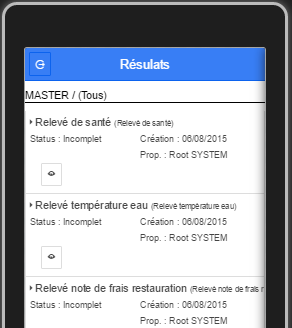 Résulats
MASTER / (Tous)
Relevé de santé (Relevé de santé)
Status : Incomplet Création : 06/08/2015
Prop. : Root SYSTEM
Relevé température eau (Relevé température eau)
Status : Incomplet Création : 06/08/2015
Prop. : Root SYSTEM
Relevé note de frais restauration (Relevé note de frais r
Status : Incomplet Création : 06/08/2015
Prop. : Root SYSTEM